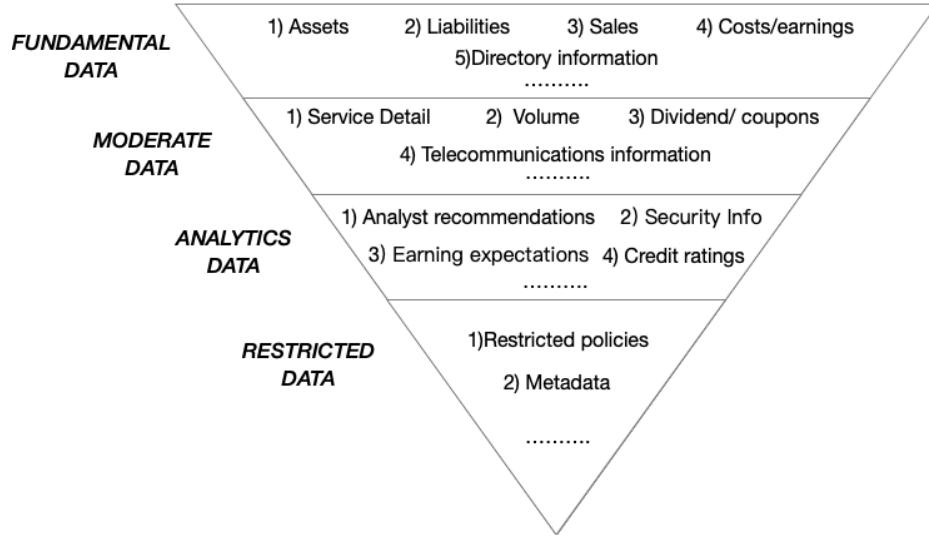 FUNDAMENTAL
DATA
1) Assets 2) Liabilities 3) Sales 4) Costs/earnings
5)Directory information
..........
MODERATE
DATA
1) Service Detail 2) Volume 3) Dividend/ coupons
4) Telecommunications information
..........
ANALYTICS
DATA
1) Analyst recommendations 2) Security Info
3) Earning expectations 4) Credit ratings
..........
RESTRICTED
DATA
1)Restricted policies
2) Metadata
..........